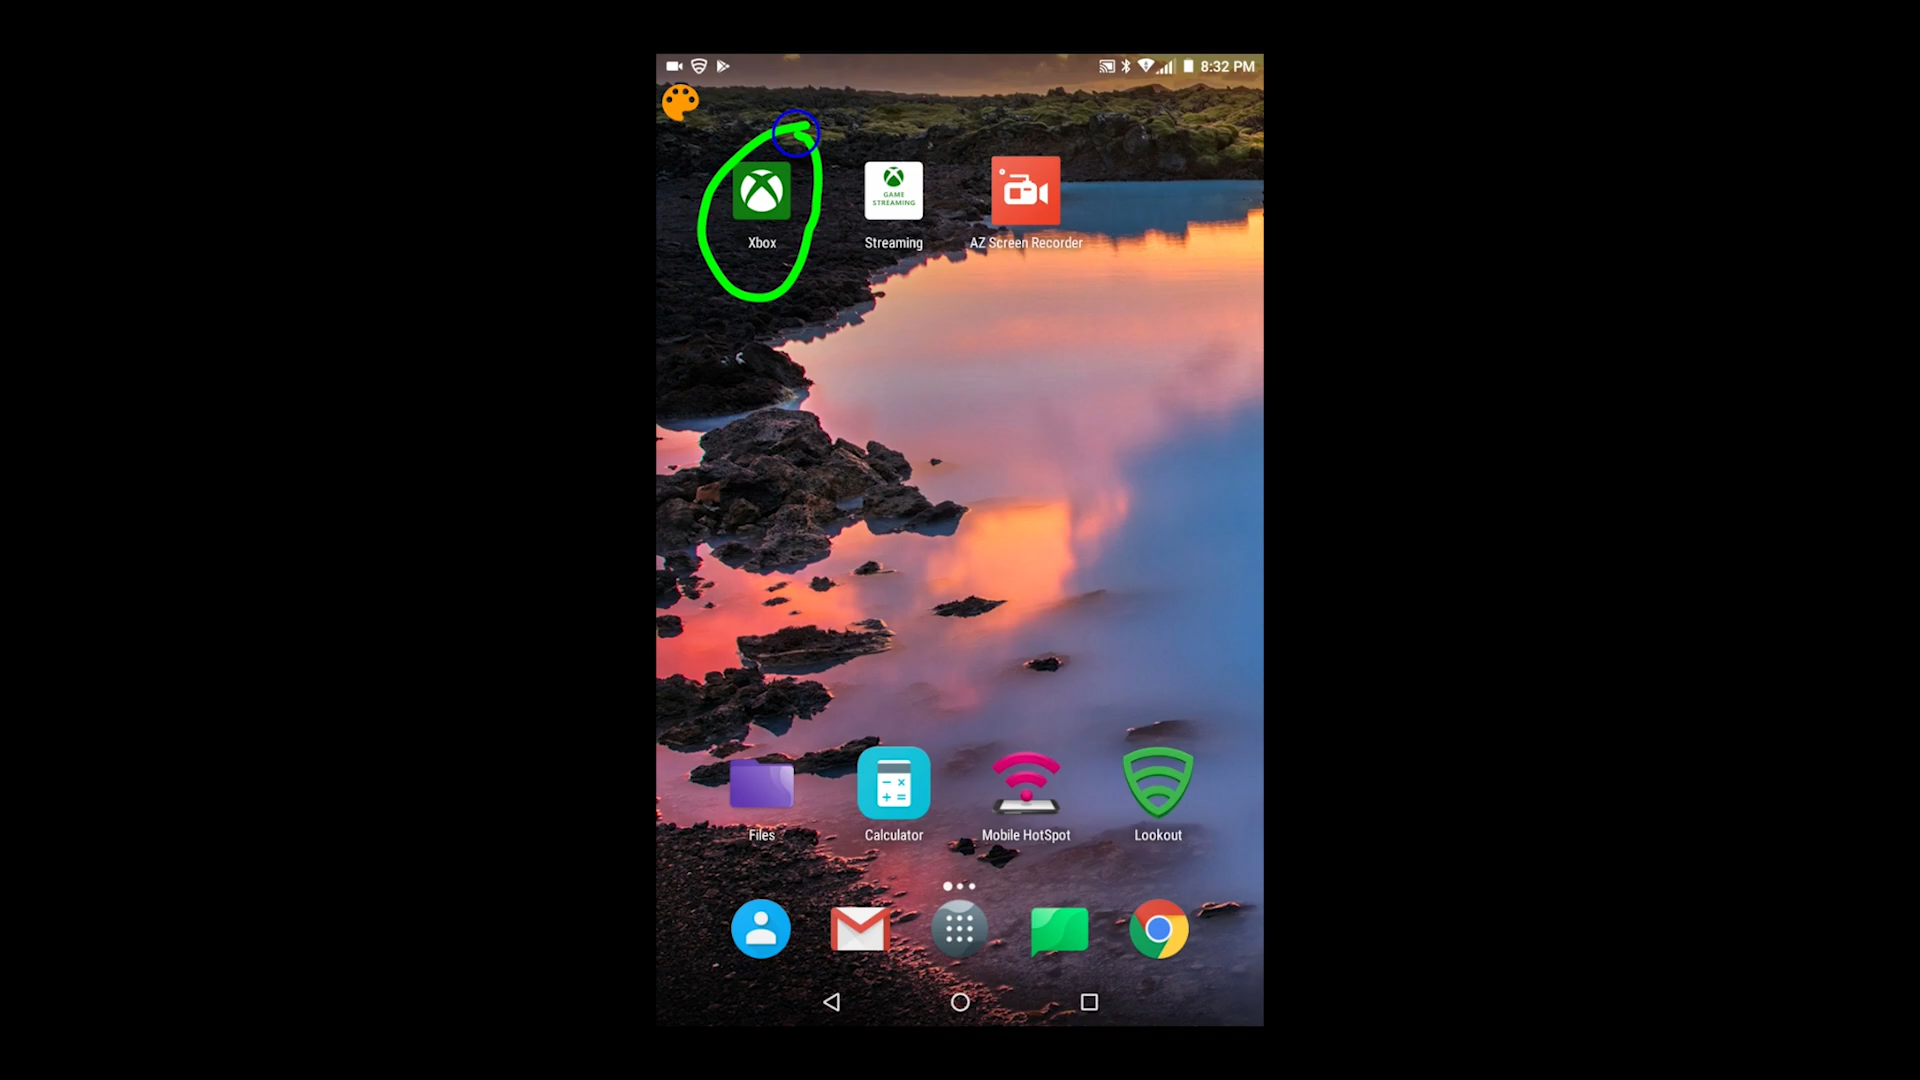 8:32 PM
GAME
STREAMING
Xbox
Streaming
AZ Screen Recorder
Files
Calculator
Mobile HotSpot
Lookout